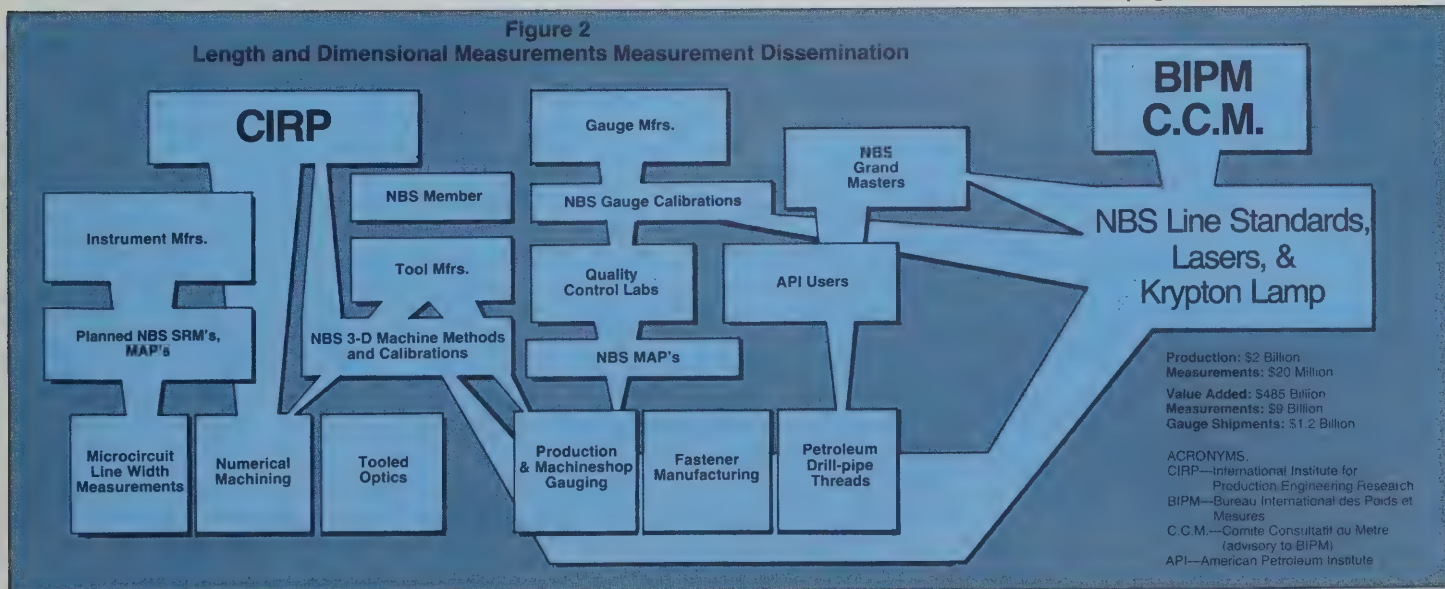 Figure 2
Length and Dimensional Measurements Measurement Dissemination
CIRP
Gauge Mfrs.
BIPM
C.C.M.
NBS
Grand
Masters
NBS Member
NBS Gauge Calibrations
Instrument Mfrs.
Tool Mfrs.
Quality
Control Labs
API Users
NBS Line Standards,
Lasers, &
Krypton Lamp
Planned NBS SRM's,
MAP's
NBS 3-D Machine Methods
and Calibrations
NBS MAP's
Microcircuit
Line Width
Measurements
Numerical
Machining
Tooled
Optics
Production
& Machineshop
Gauging
Fastener
Manufacturing
Petroleum
Drill-pipe
Threads
Production: $2 Billion
Measurements: $20 Million
Value Added: $485 Billion
Measurements: $9 Billion
Gauge Shipments: $1.2 Billion
ACRONYMS.
CIRP—International Institute for
Production Engineering Research
BIPM—Bureau International des Poids et
Mesures
C.C.M.—Comite Consultatif du Metre
(advisory to BIPM)
API—American Petroleum Institute